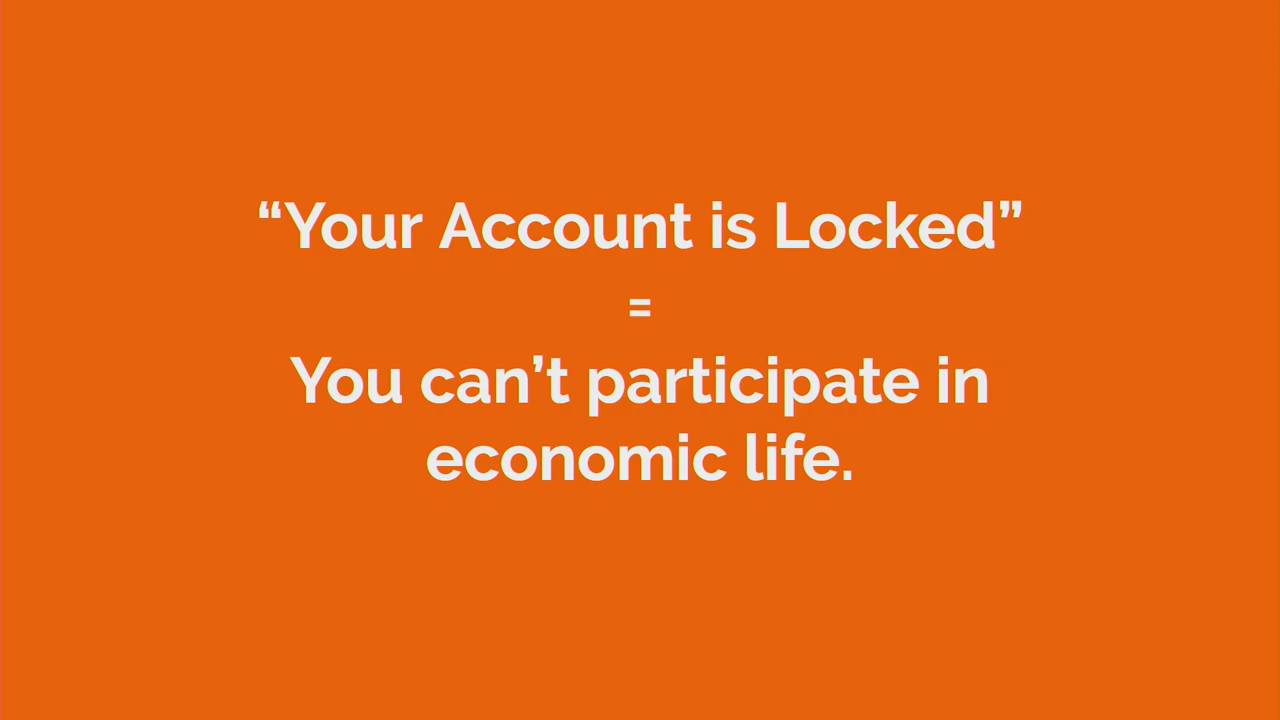 “Your Account is Locked”
=
You can’t participate in
economic life.